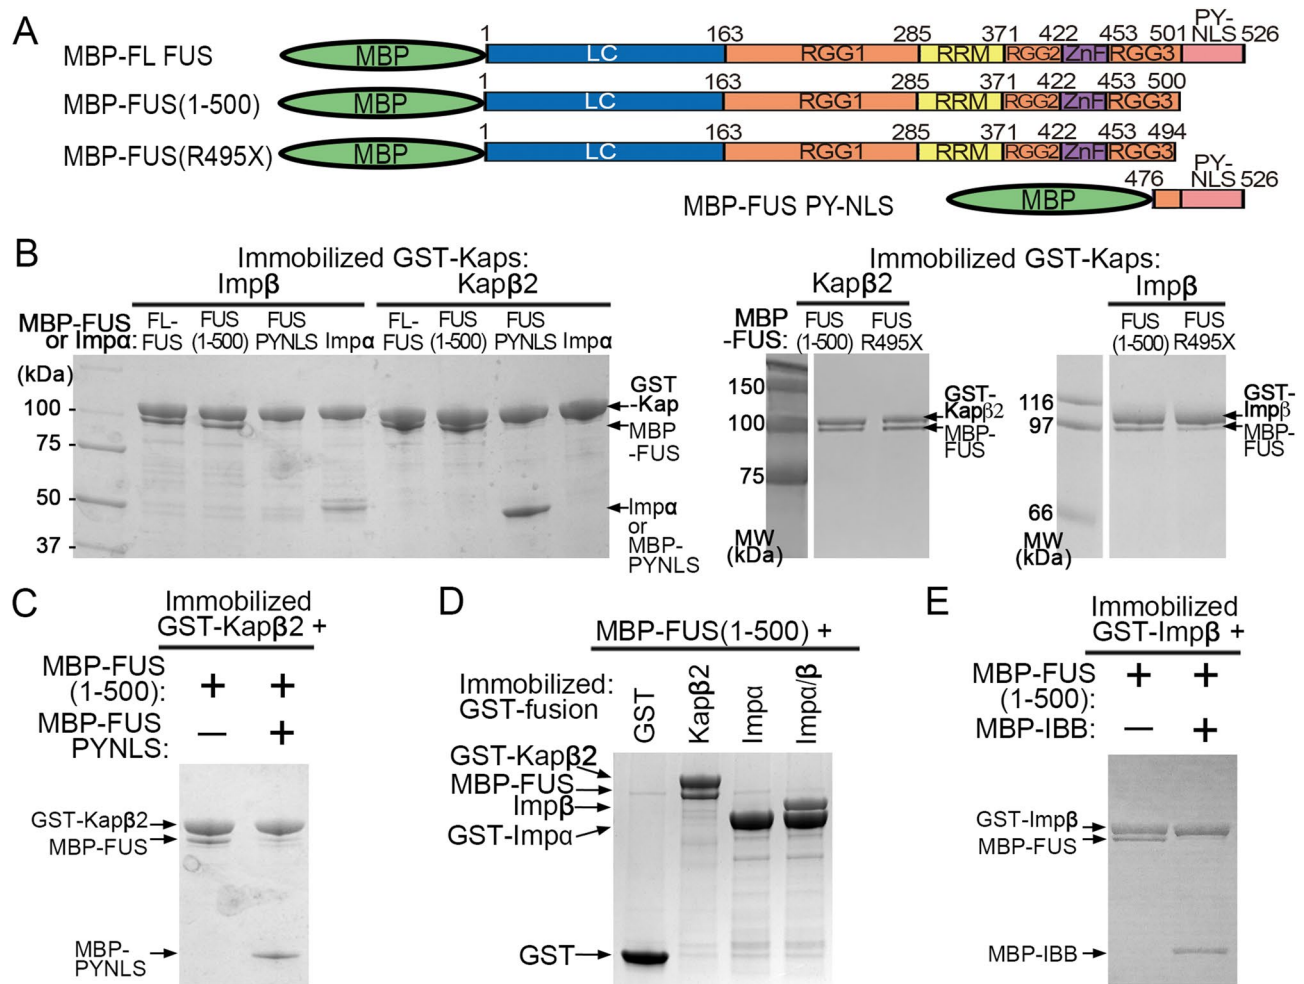 A
MBP-FL FUS
MBP
1
163
285
371
422
453
501
PY-
NLS
526
LC
RGG1
RRM
RGG2
ZnF
RGG3
MBP-FUS(1-500)
MBP
1
163
285
371
422
453
500
LC
RGG1
RRM
RGG2
ZnF
RGG3
MBP-FUS(R495X)
MBP
1
163
285
371
422
453
494
LC
RGG1
RRM
RGG2
ZnF
RGG3
MBP-FUS PY-NLS
MBP
476
PY-
NLS
526
B
Immobilized GST-Kaps:
Impβ
Kapβ2
MBP-FUS
or Impα:
FL-
FUS
FUS
(1-500)
FUS
PYNLS
Impα
FL-
FUS
FUS
(1-500)
FUS
PYNLS
Impα
(kDa)
100
75
50
37
GST
-Kap
MBP
-FUS
Impα
or
MBP-
PYNLS
Immobilized GST-Kaps:
Kapβ2
MBP
-FUS:
FUS
(1-500)
FUS
R495X
150
100
75
MW
(kDa)
GST-
Kapβ2
MBP-
FUS
Impβ
FUS
(1-500)
FUS
R495X
116
97
66
MW
(kDa)
GST-
Impβ
MBP-
FUS
C
Immobilized
GST-Kapβ2 +
MBP-FUS
(1-500):
+ +
MBP-FUS
PYNLS:
— +
GST-Kapβ2
MBP-FUS
MBP-
PYNLS
D
MBP-FUS(1-500) +
Immobilized:
GST-fusion
GST
Kapβ2
Impα
Impα/β
GST-Kapβ2
MBP-FUS
Impβ
GST-Impα
GST
E
Immobilized
GST-Impβ +
MBP-FUS
(1-500):
+ +
MBP-IBB:
— +
GST-Impβ
MBP-FUS
MBP-IBB